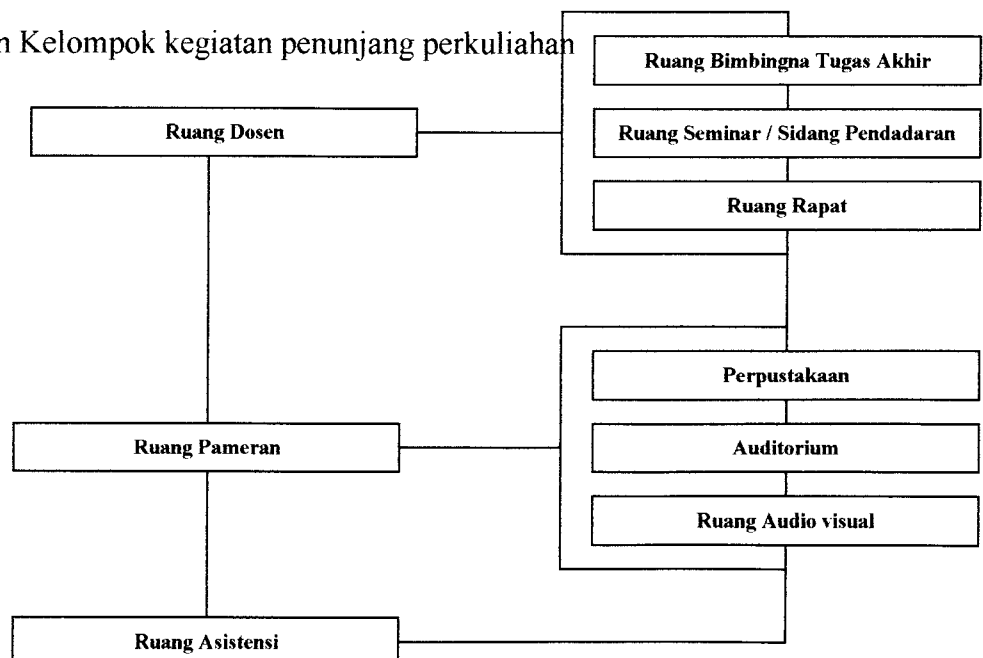 n Kelompok kegiatan penunjang perkuliahan
Ruang Bimbingna Tugas Akhir
Ruang Dosen
Ruang Seminar / Sidang Pendadaran
Ruang Rapat
Perpustakaan
Ruang Pameran
Auditorium
Ruang Audio visual
Ruang Asistensi